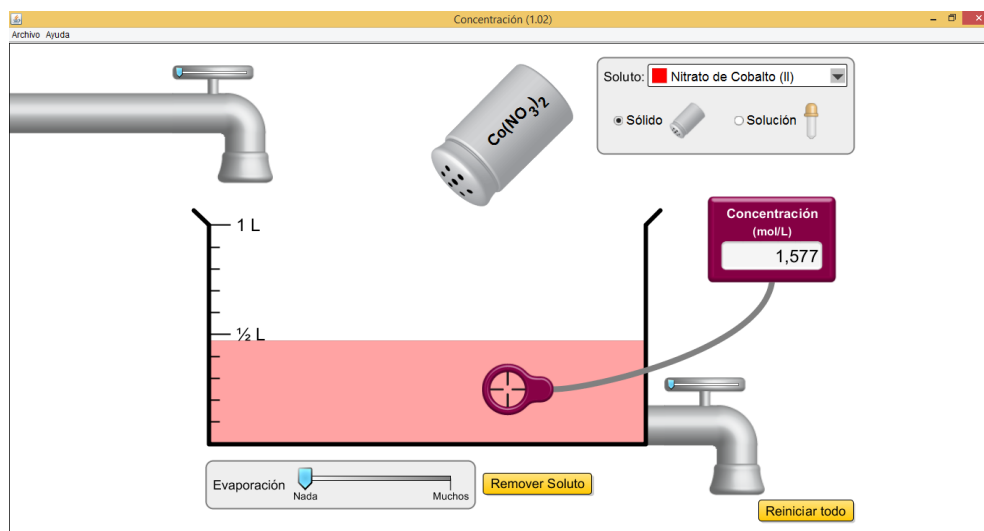 Concentración (1.02)
Archivo Ayuda
Soluto: Nitrato de Cobalto (II)
Sólido Solución
Co(NO3)2
1 L
½ L
Concentración
(mol/L)
1,577
Evaporación
Nada Muchos
Remover Soluto
Reiniciar todo